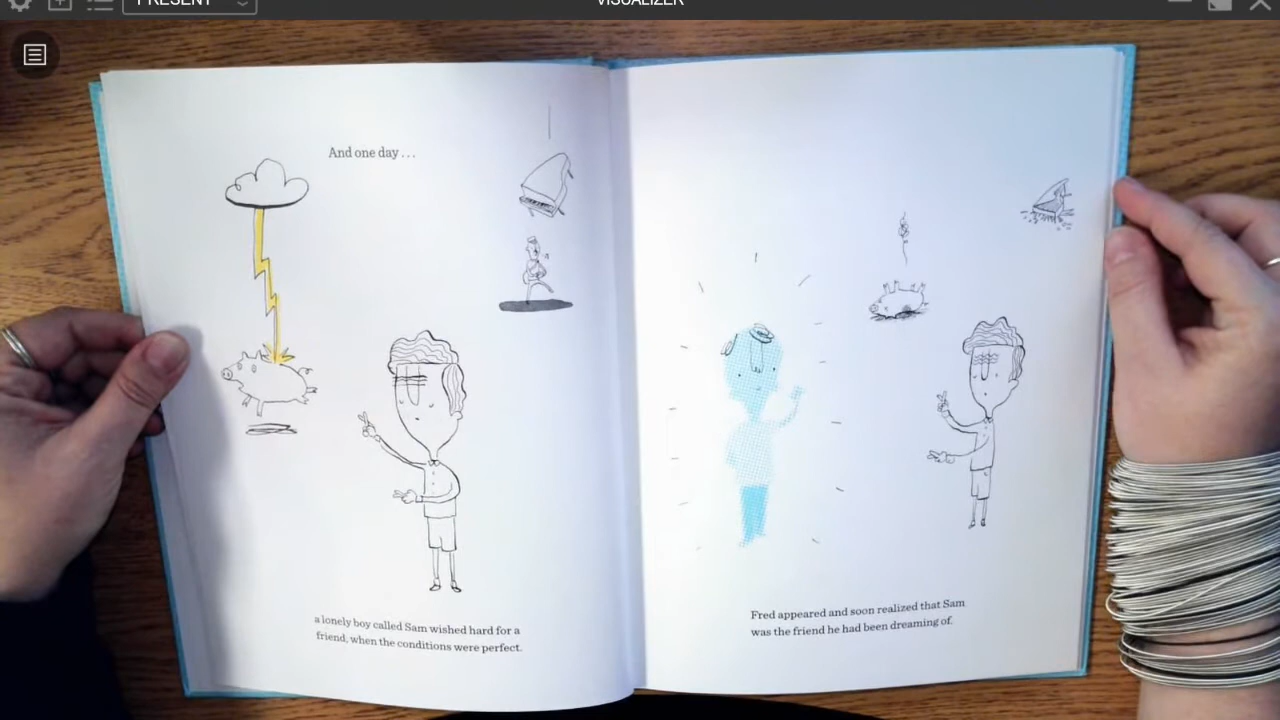 PRESENT
VISUALIZER
And one day . . .
a lonely boy called Sam wished hard for a
friend, when the conditions were perfect.
Fred appeared and soon realized that Sam
was the friend he had been dreaming of.